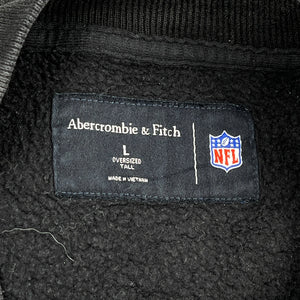 Abercrombie & Fitch
L
OVERSIZED
TALL
MADE IN VIETNAM
NFL